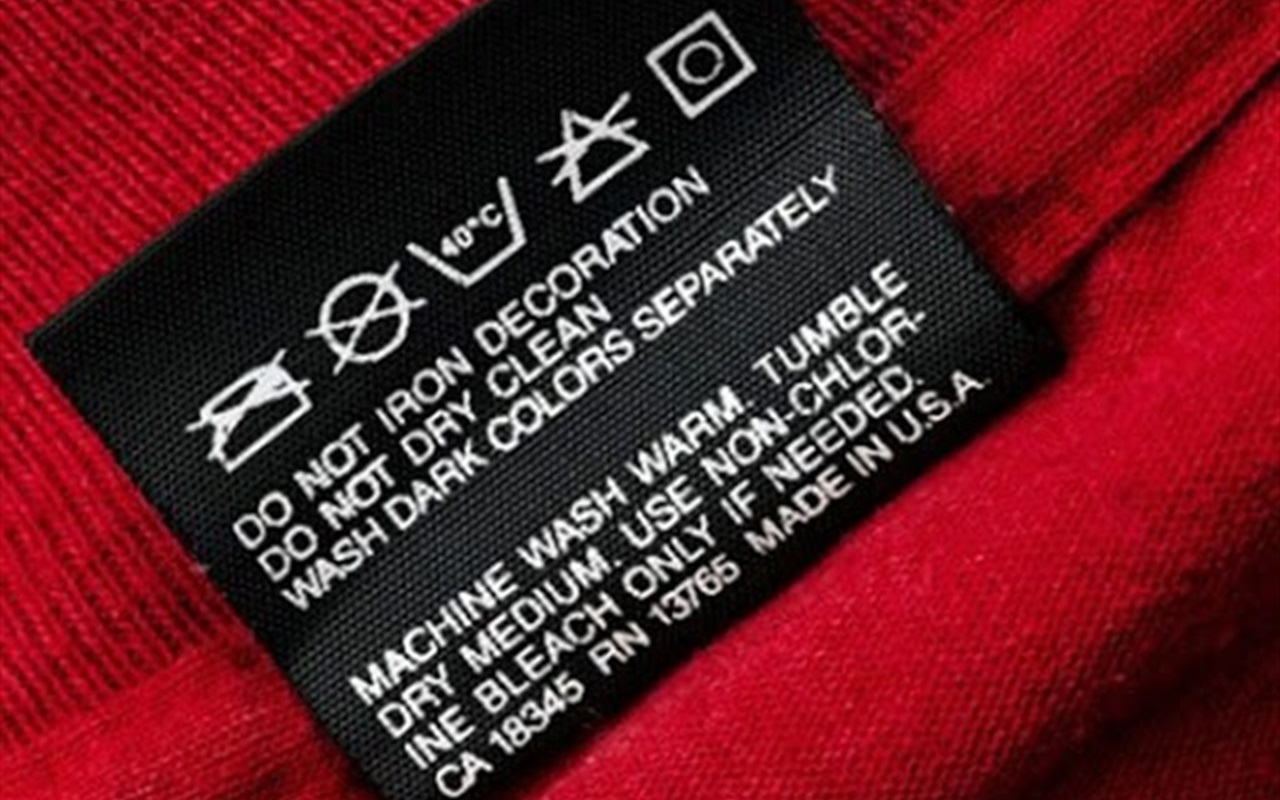 40°C
DO NOT IRON DECORATION
DO NOT DRY CLEAN
WASH DARK COLORS SEPARATELY
MACHINE WASH WARM. TUMBLE
DRY MEDIUM. USE NON-CHLOR-
INE BLEACH ONLY IF NEEDED.
CA 18345 RN 13765 MADE IN U.S.A.